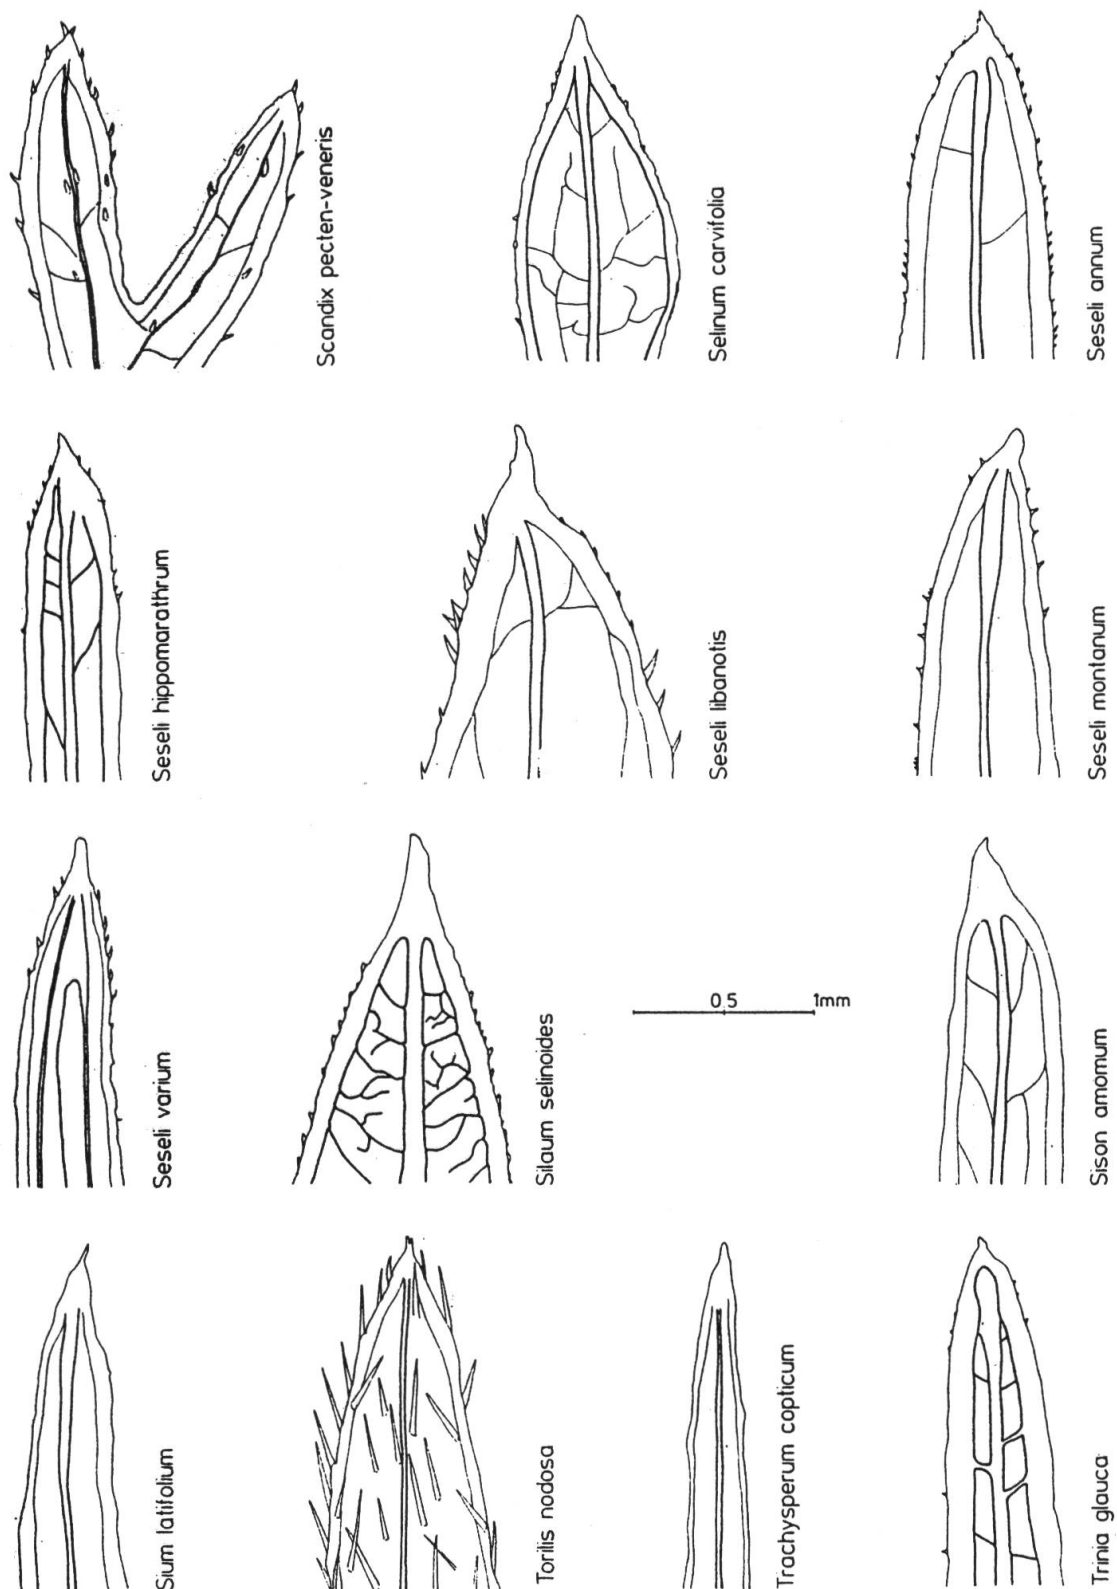 Scandix pecten-veneris
Selinum carvifolia
Seseli annum
Seseli hippomarathrum
Seseli libanotis
Seseli montanum
Seseli varium
Silaum selinoides
0.5 1mm
Sison amomum
Sium latifolium
Torilis nodosa
Trachysperum copticum
Trinia glauca